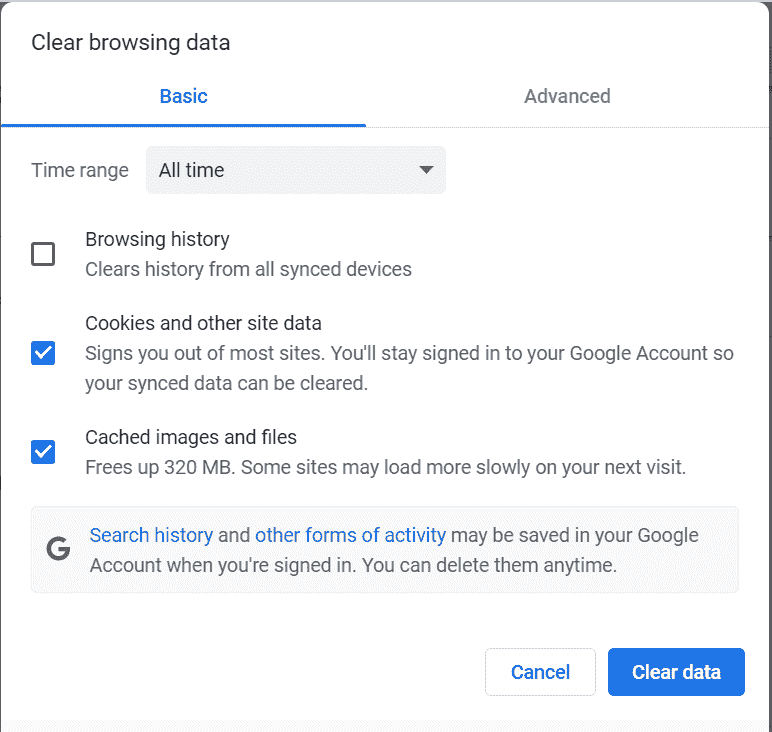 Clear browsing data
Basic
Advanced
Time range
All time
Browsing history
Clears history from all synced devices
Cookies and other site data
Signs you out of most sites. You'll stay signed in to your Google Account so
your synced data can be cleared.
Cached images and files
Frees up 320 MB. Some sites may load more slowly on your next visit.
G
Search history and other forms of activity may be saved in your Google
Account when you're signed in. You can delete them anytime.
Cancel
Clear data